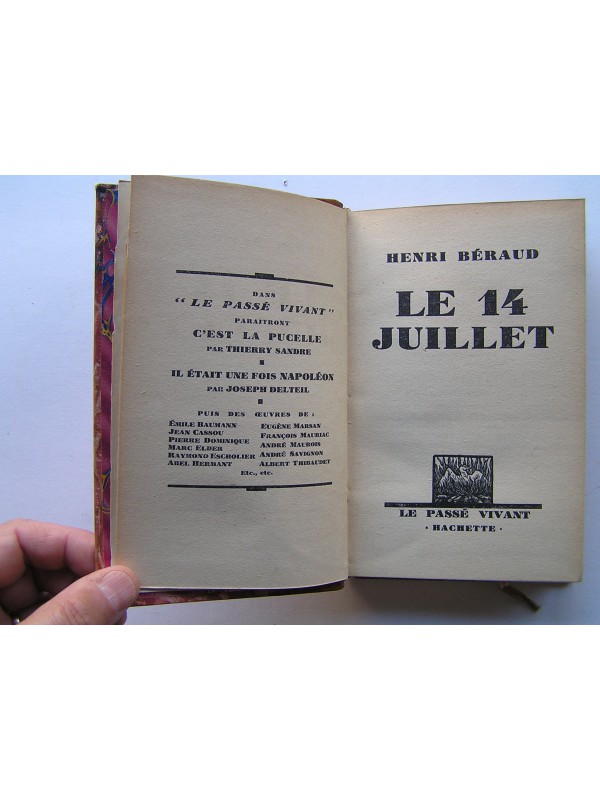 DANS
"LE PASSÉ VIVANT"
PARAITRONT
C'EST LA PUCELLE
PAR THIERRY SANDRE
IL ÉTAIT UNE FOIS NAPOLÉON
PAR JOSEPH DELTEIL
PUIS DES ŒUVRES DE :
ÉMILE BAUMANN
JEAN CASSOU
PIERRE DOMINIQUE
MARC ELDER
RAYMOND ESCHOLIER
ABEL HERMANT
EUGÈNE MARSAN
FRANÇOIS MAURIAC
ANDRÉ MAUROIS
ANDRÉ SAVIGNON
ALBERT THIBAUDET
Etc., etc.
HENRI BÉRAUD
LE 14
JUILLET
LE PASSÉ VIVANT
· HACHETTE ·